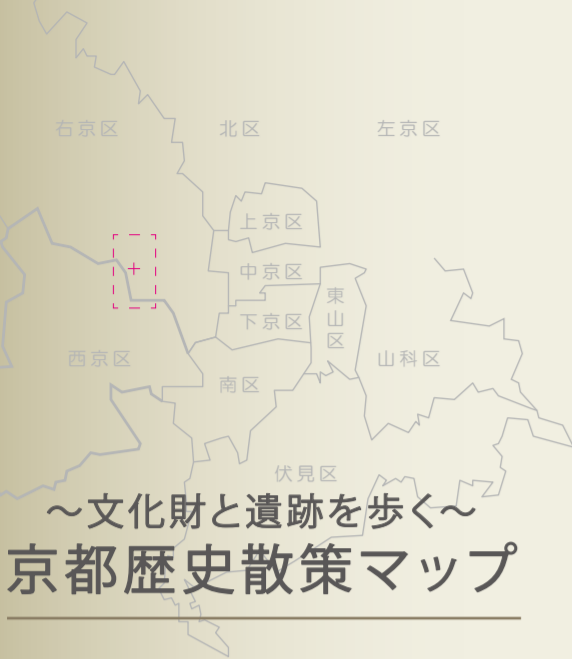 右京区
北区
左京区
上京区
中京区
東山区
下京区
西京区
山科区
南区
伏見区
～文化財と遺跡を歩く～
京都歴史散策マップ